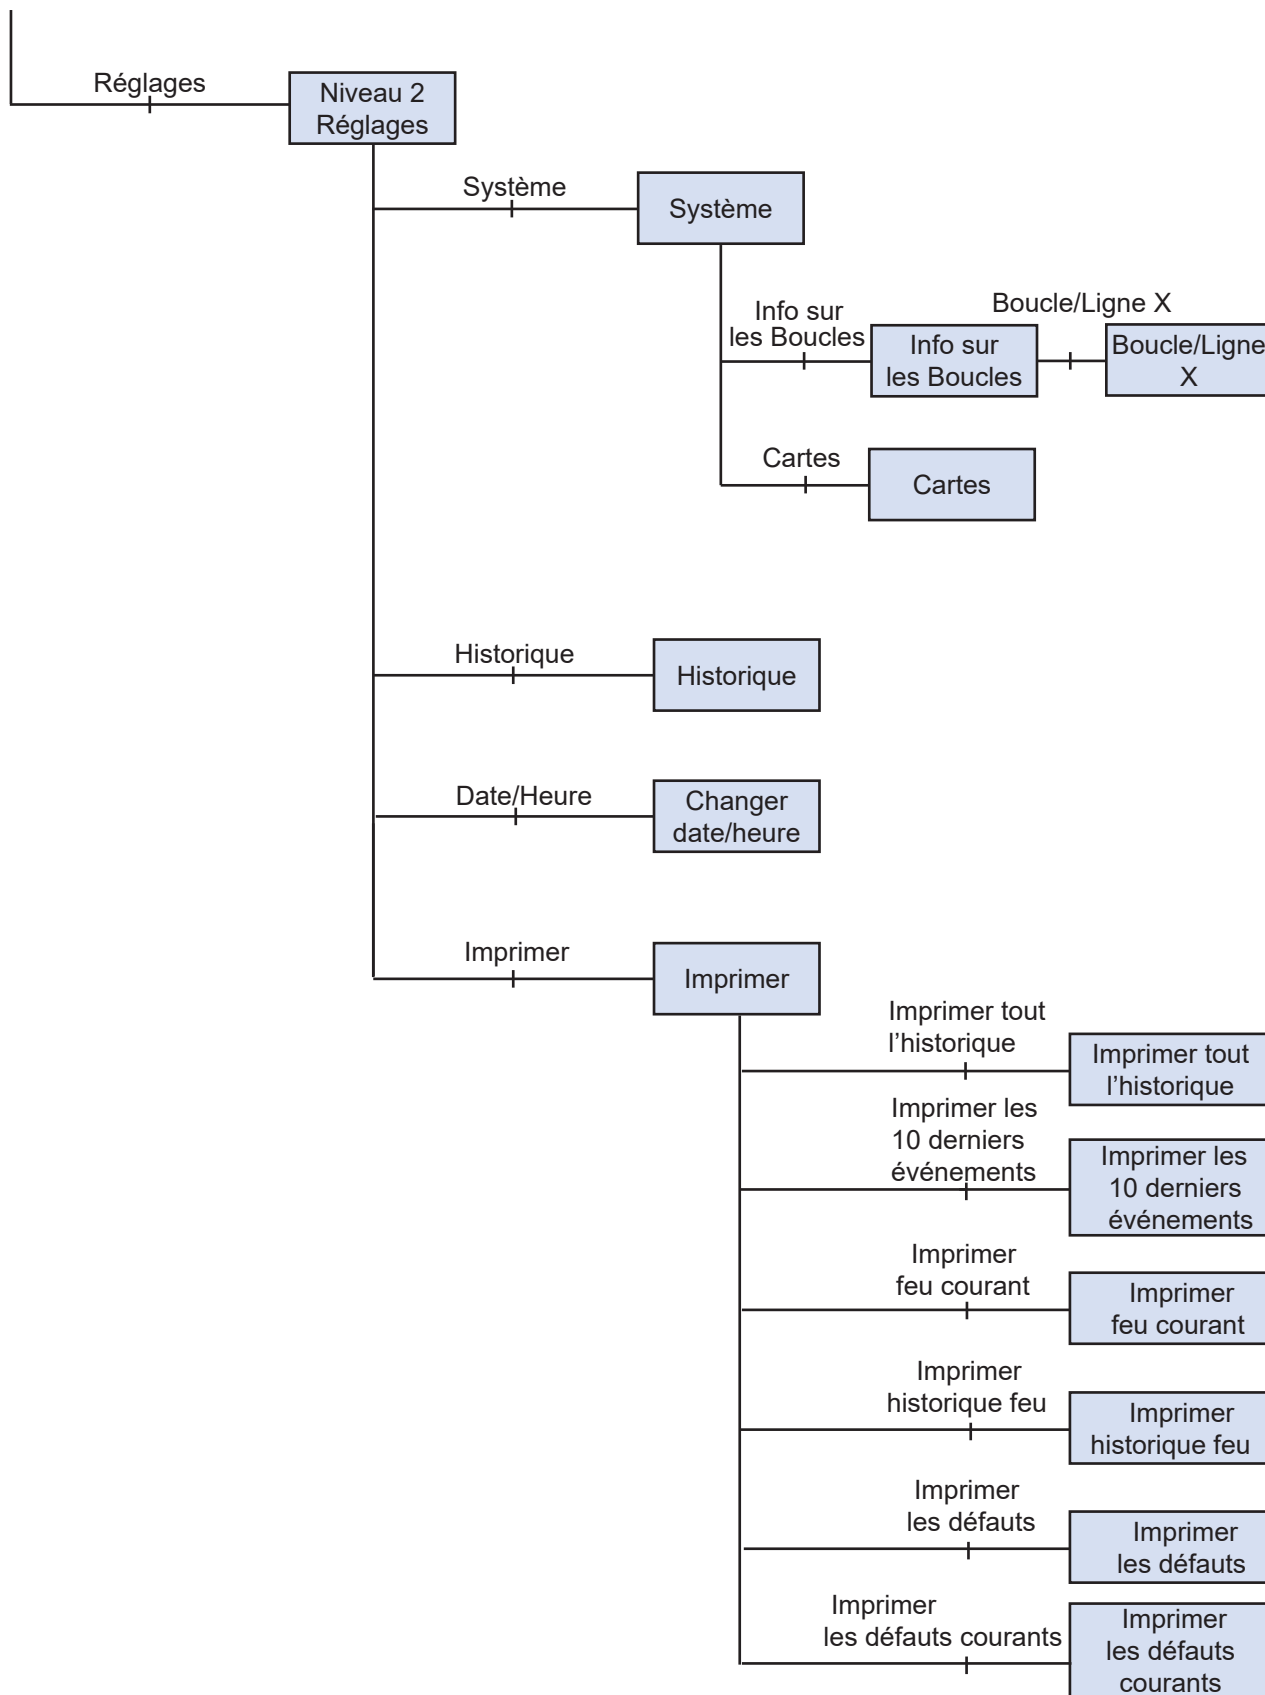 Réglages
Niveau 2
Réglages
Système
Système
Info sur
les Boucles
Info sur
les Boucles
Boucle/Ligne X
Boucle/Ligne
X
Cartes
Cartes
Historique
Historique
Date/Heure
Changer
date/heure
Imprimer
Imprimer
Imprimer tout
l’historique
Imprimer tout
l’historique
Imprimer les
10 derniers
événements
Imprimer les
10 derniers
événements
Imprimer
feu courant
Imprimer
feu courant
Imprimer
historique feu
Imprimer
historique feu
Imprimer
les défauts
Imprimer
les défauts
Imprimer
les défauts courants
Imprimer
les défauts
courants